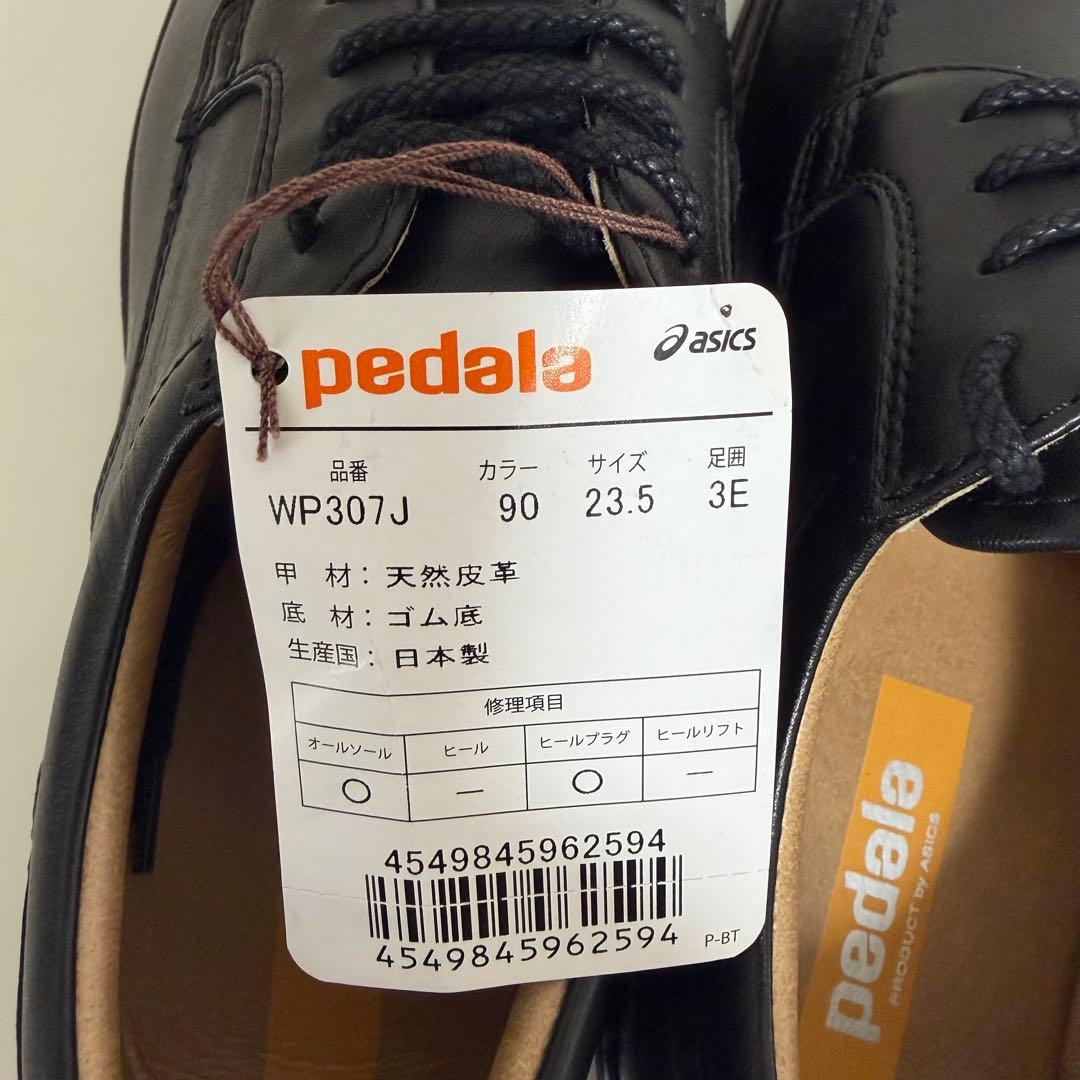 pedala asics
品番 カラー サイズ 足囲
WP307J 90 23.5 3E
甲 材： 天然皮革
底 材： ゴム底
生産国： 日本製
修理項目
オールソール ヒール ヒールプラグ ヒールリフト
○ － ○ －
4549845962594
4549845962594 P-BT
pedala
PRODUCT by ASICS